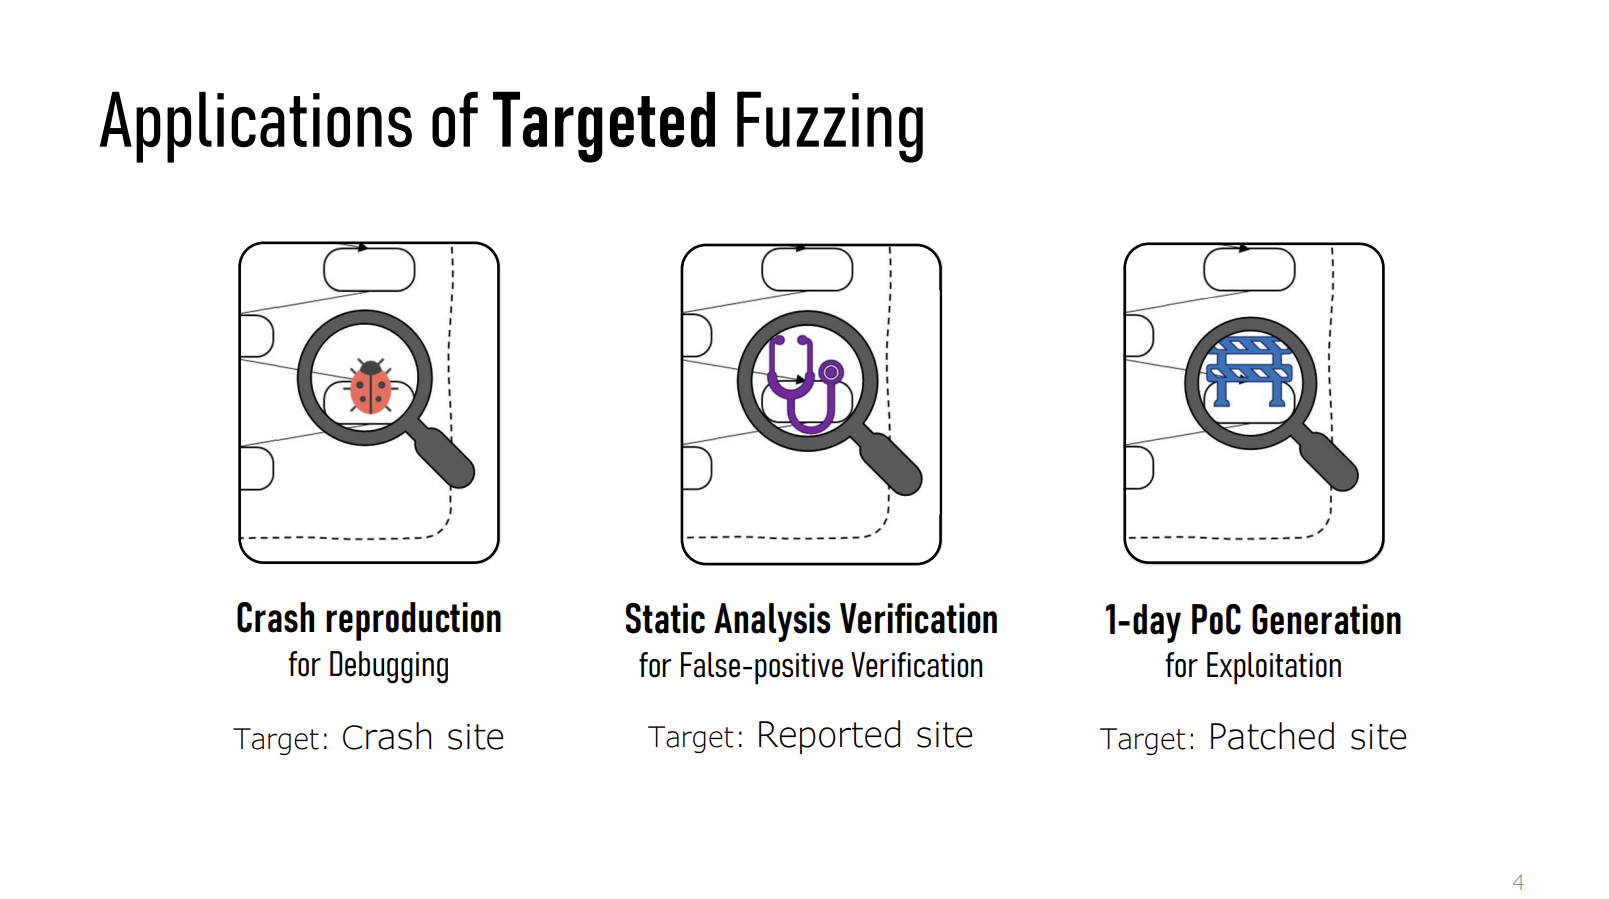 Applications of Targeted Fuzzing
Crash reproduction
for Debugging
Target: Crash site
Static Analysis Verification
for False-positive Verification
Target: Reported site
1-day PoC Generation
for Exploitation
Target: Patched site
4